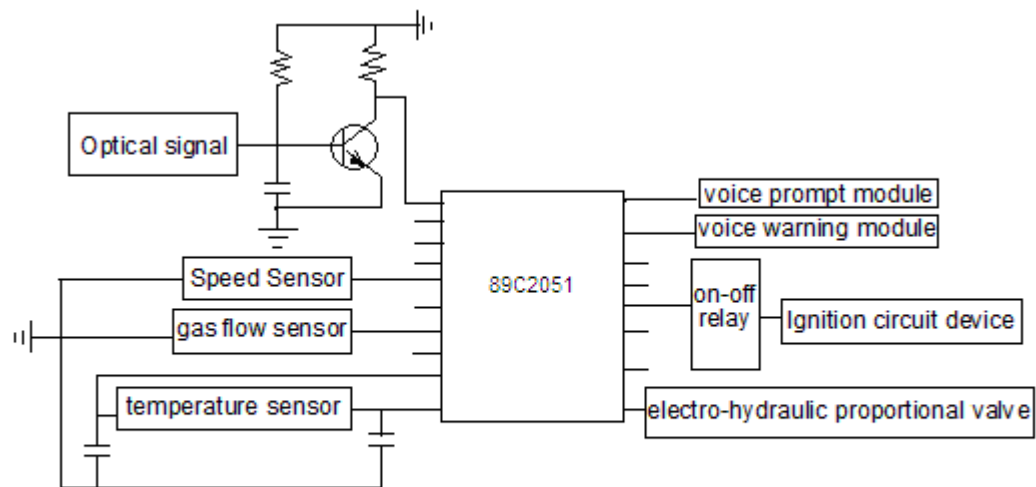 Optical signal
voice prompt module
voice warning module
Speed Sensor
89C2051
on-off
relay
Ignition circuit device
gas flow sensor
temperature sensor
electro-hydraulic proportional valve